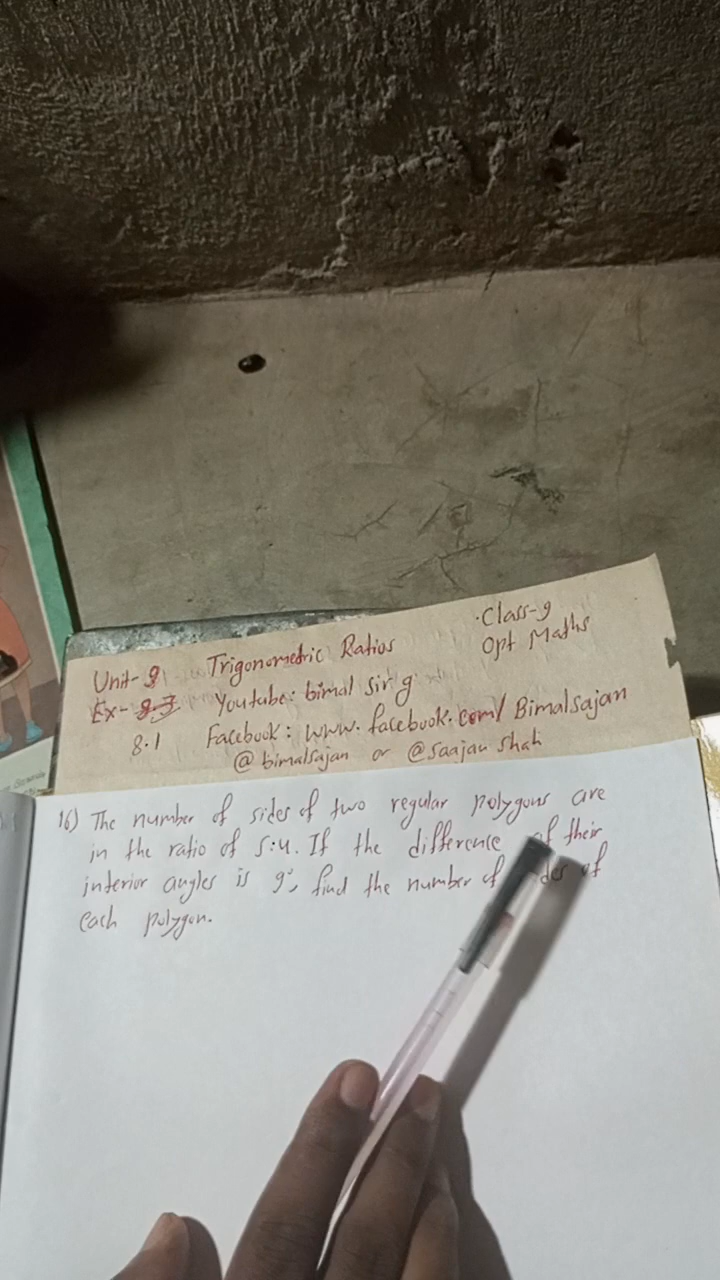 Unit-9 Trigonometric Ratios
·Class-9
Opt Maths
Ex- 8.3 Youtube: bimal sir g
8.1 Facebook: www.facebook.com/Bimalsajan
@bimalsajan or @saajan shah
16) The number of sides of two regular polygons are
in the ratio of 5:4. If the difference of their
interior angles is 9°, find the number of sides of
each polygon.